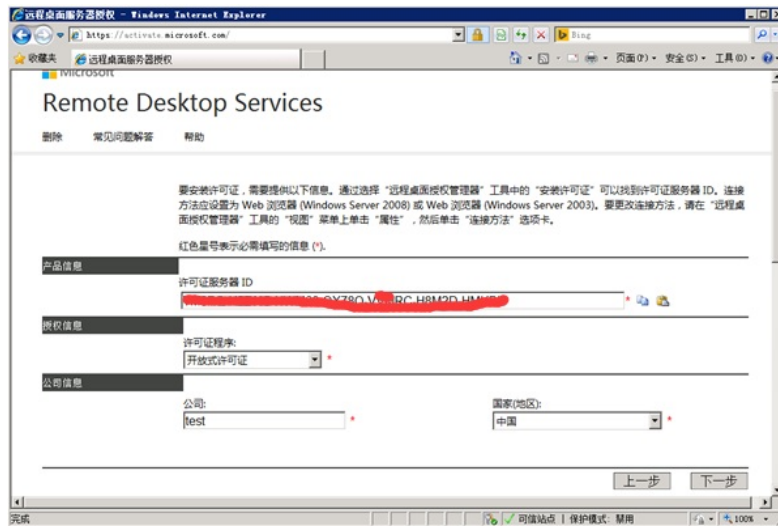 远程桌面服务器授权 - Windows Internet Explorer
https://activate.microsoft.com/
Bing
收藏夹 远程桌面服务器授权
页面(P) 安全(S) 工具(O)
Microsoft
Remote Desktop Services
删除 常见问题解答 帮助
要安装许可证，需要提供以下信息。通过选择“远程桌面授权管理器”工具中的“安装许可证”可以找到许可证服务器 ID。连接
方法应设置为 Web 浏览器 (Windows Server 2008) 或 Web 浏览器 (Windows Server 2003)。要更改连接方法，请在“远程桌
面授权管理器”工具的“视图”菜单上单击“属性”，然后单击“连接方法”选项卡。
红色星号表示必需填写的信息 (*).
产品信息
许可证服务器 ID
*
授权信息
许可证程序:
开放式许可证 *
公司信息
公司: 国家(地区):
test * 中国 *
上一步 下一步
完成 可信站点 | 保护模式: 禁用 100%